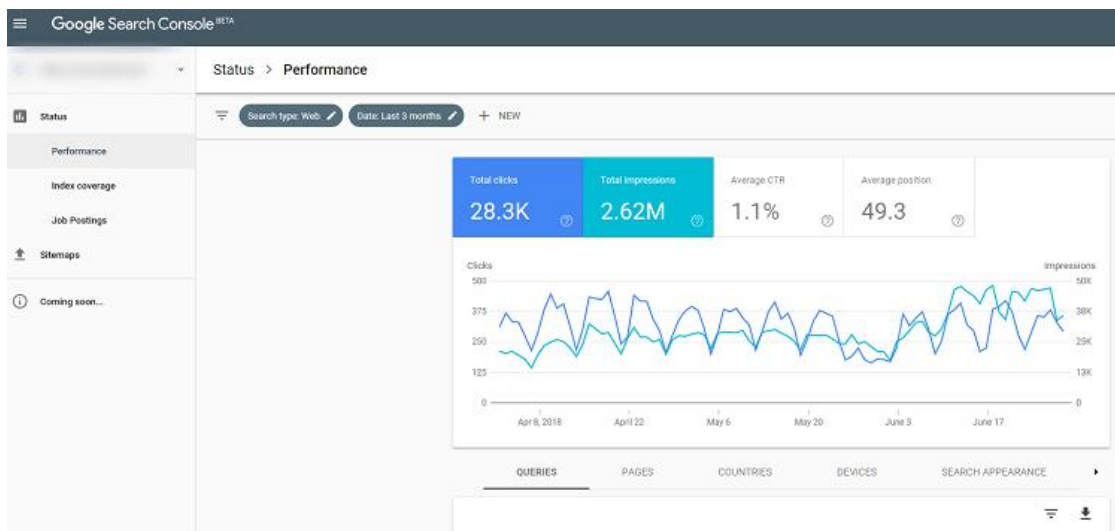 Google Search Console BETA
Status > Performance
Status
Search type: Web
Date: Last 3 months
+ NEW
Performance
Index coverage
Job Postings
Sitemaps
Coming soon...
Total clicks
28.3K
Total impressions
2.62M
Average CTR
1.1%
Average position
49.3
Clicks
Impressions
500
50K
375
38K
250
25K
125
13K
0
0
Apr 8, 2018
April 22
May 6
May 20
June 3
June 17
QUERIES
PAGES
COUNTRIES
DEVICES
SEARCH APPEARANCE